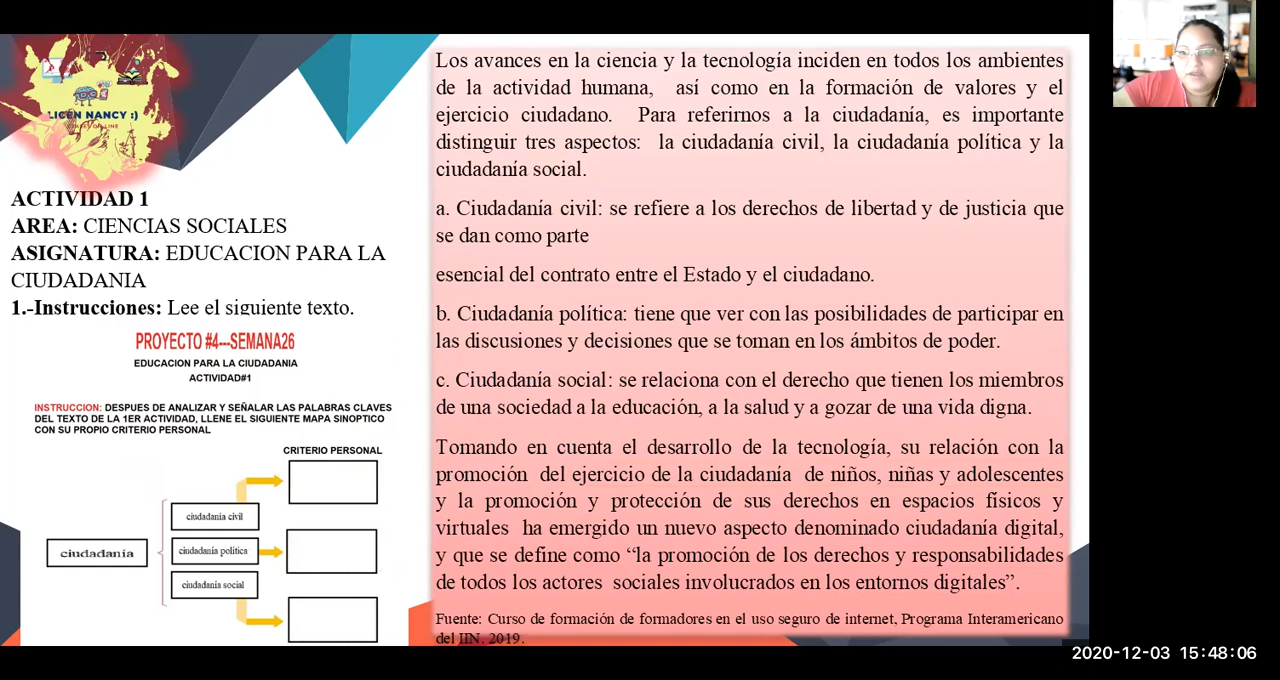 LICEN NANCY :)
ACTIVIDAD 1
AREA: CIENCIAS SOCIALES
ASIGNATURA: EDUCACION PARA LA
CIUDADANIA
1.-Instrucciones: Lee el siguiente texto.
PROYECTO #4---SEMANA26
EDUCACION PARA LA CIUDADANIA
ACTIVIDAD#1
INSTRUCCION: DESPUES DE ANALIZAR Y SEÑALAR LAS PALABRAS CLAVES
DEL TEXTO DE LA 1ER ACTIVIDAD, LLENE EL SIGUIENTE MAPA SINOPTICO
CON SU PROPIO CRITERIO PERSONAL
CRITERIO PERSONAL
ciudadanía civil
ciudadanía
ciudadanía política
ciudadanía social
Los avances en la ciencia y la tecnología inciden en todos los ambientes
de la actividad humana, así como en la formación de valores y el
ejercicio ciudadano. Para referirnos a la ciudadanía, es importante
distinguir tres aspectos: la ciudadanía civil, la ciudadanía política y la
ciudadanía social.
a. Ciudadanía civil: se refiere a los derechos de libertad y de justicia que
se dan como parte
esencial del contrato entre el Estado y el ciudadano.
b. Ciudadanía política: tiene que ver con las posibilidades de participar en
las discusiones y decisiones que se toman en los ámbitos de poder.
c. Ciudadanía social: se relaciona con el derecho que tienen los miembros
de una sociedad a la educación, a la salud y a gozar de una vida digna.
Tomando en cuenta el desarrollo de la tecnología, su relación con la
promoción del ejercicio de la ciudadanía de niños, niñas y adolescentes
y la promoción y protección de sus derechos en espacios físicos y
virtuales ha emergido un nuevo aspecto denominado ciudadanía digital,
y que se define como “la promoción de los derechos y responsabilidades
de todos los actores sociales involucrados en los entornos digitales”.
Fuente: Curso de formación de formadores en el uso seguro de internet, Programa Interamericano
del IIN. 2019.
2020-12-03 15:48:06